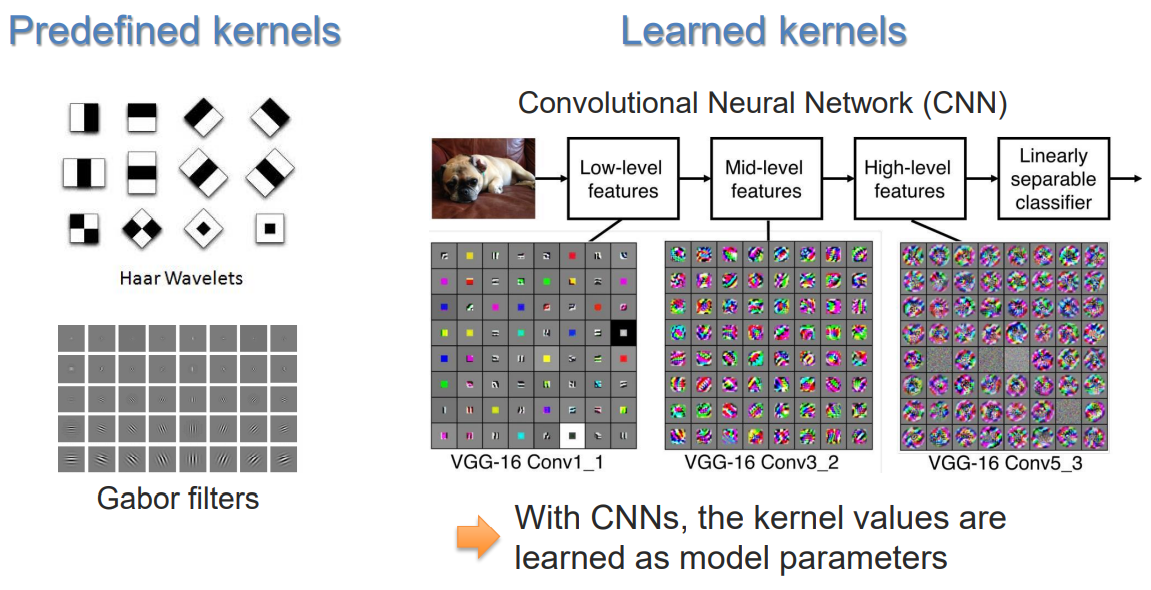 Predefined kernels
Learned kernels
Convolutional Neural Network (CNN)
Low-level
features
Mid-level
features
High-level
features
Linearly
separable
classifier
Haar Wavelets
VGG-16 Conv1_1
VGG-16 Conv3_2
VGG-16 Conv5_3
Gabor filters
With CNNs, the kernel values are
learned as model parameters